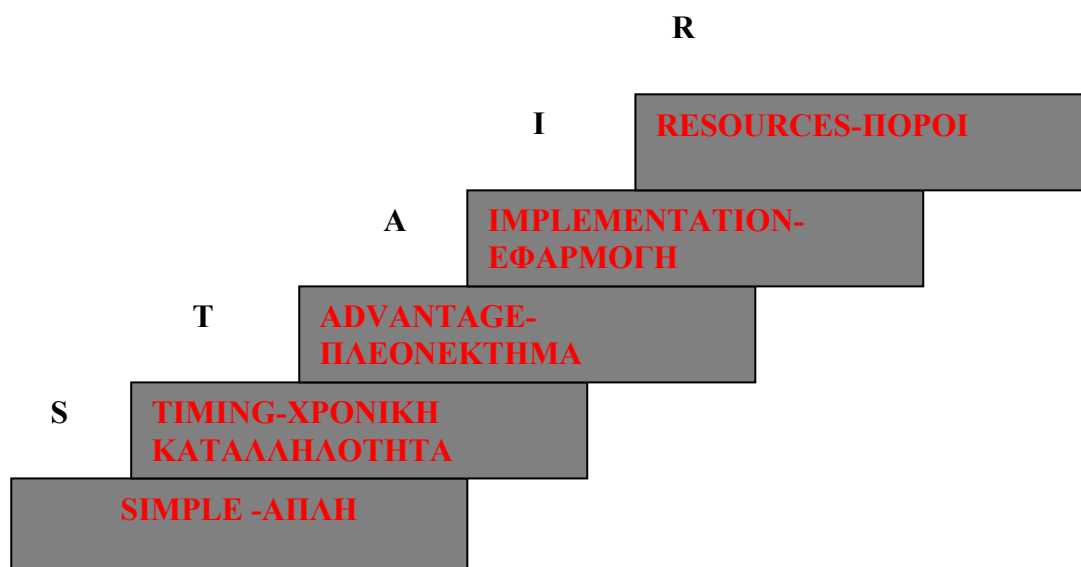 R
I
RESOURCES-ΠΟΡΟΙ
A
IMPLEMENTATION-
ΕΦΑΡΜΟΓΗ
T
ADVANTAGE-
ΠΛΕΟΝΕΚΤΗΜΑ
S
TIMING-ΧΡΟΝΙΚΗ
ΚΑΤΑΛΛΗΛΟΤΗΤΑ
SIMPLE -ΑΠΛΗ